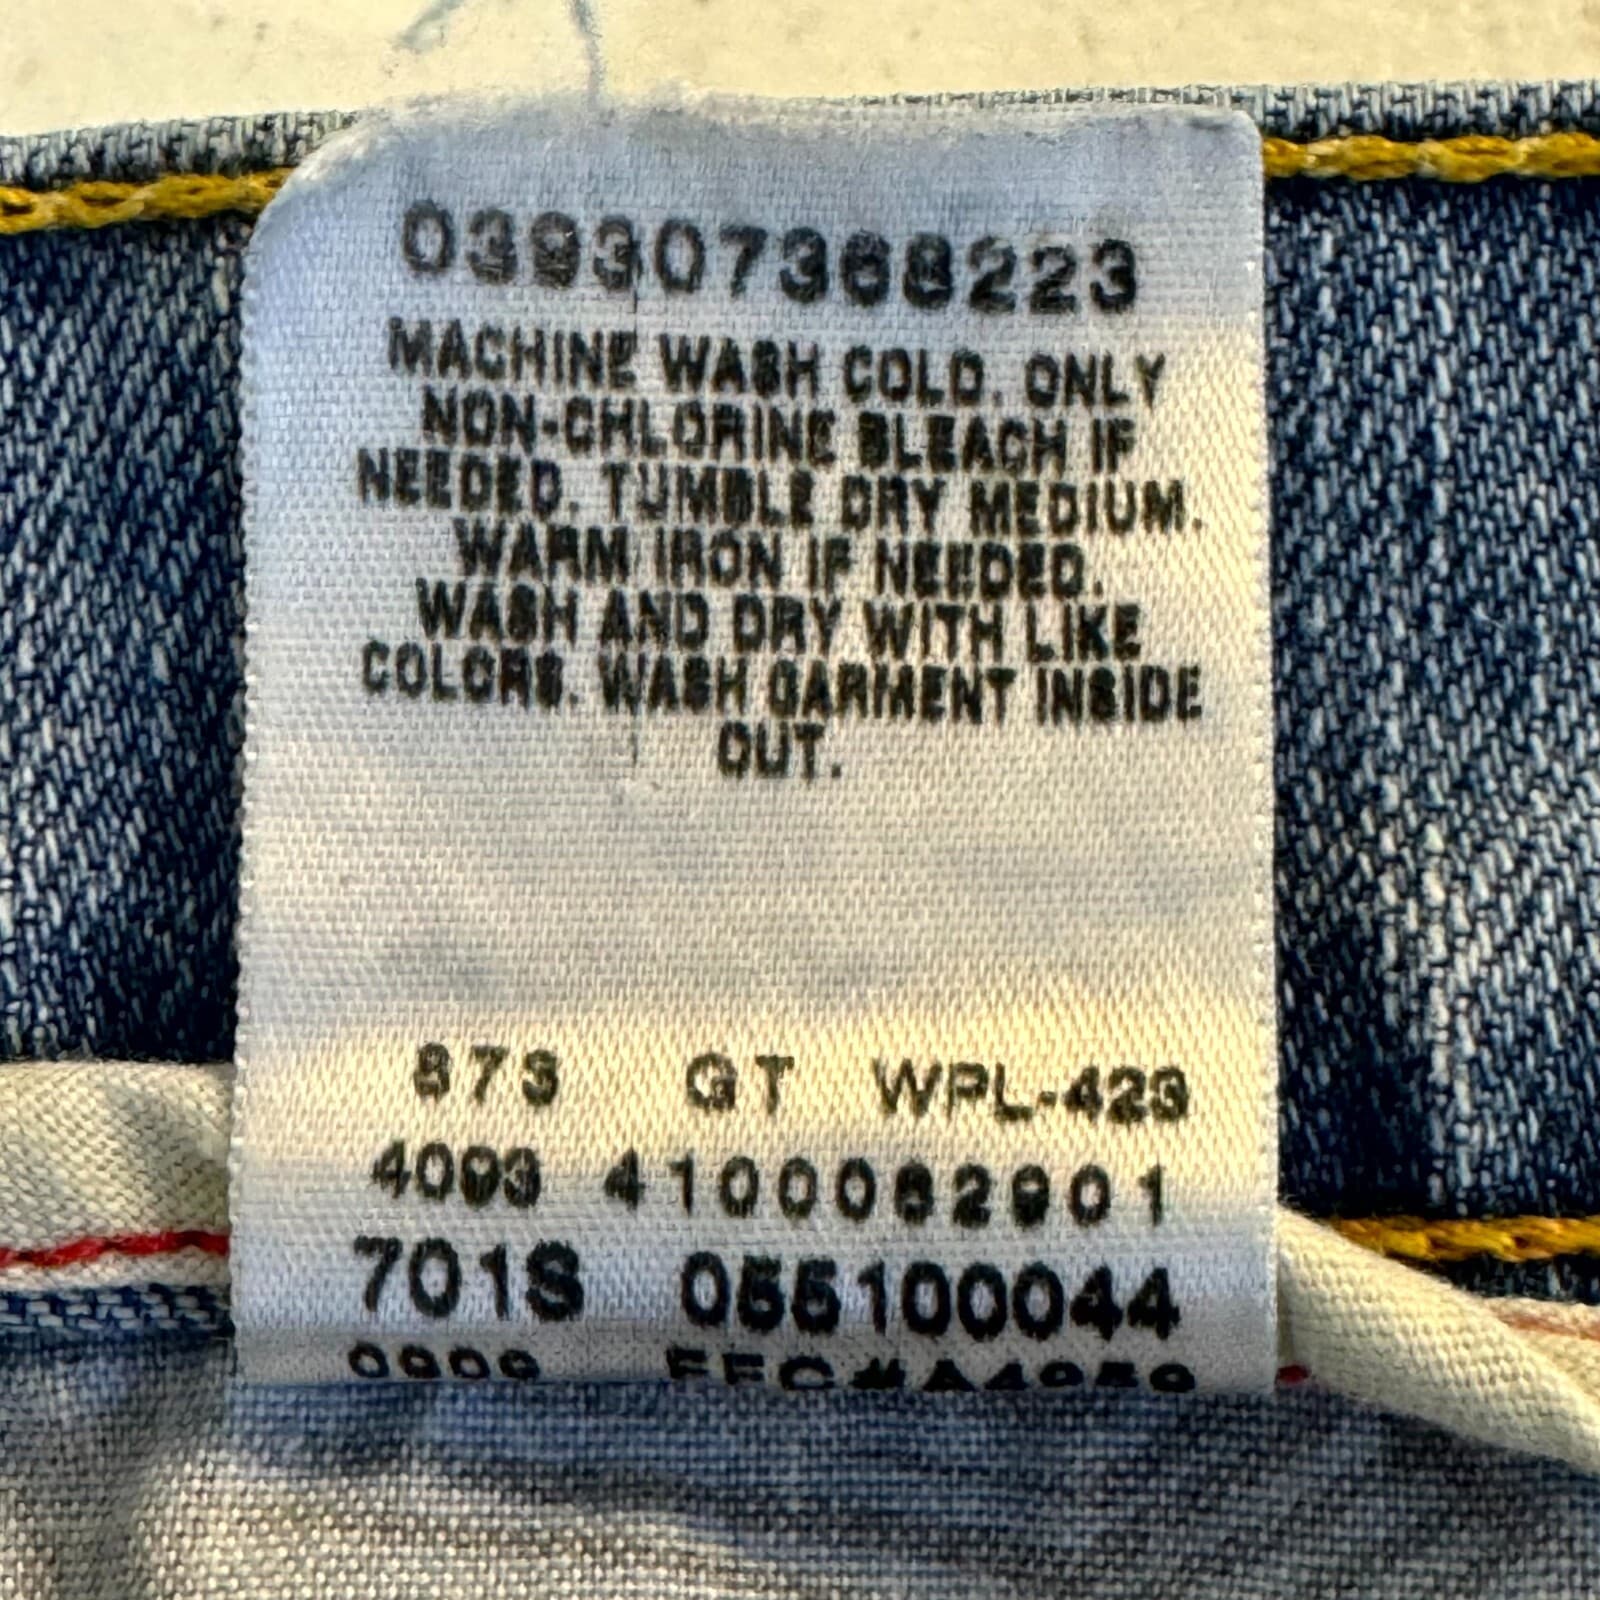 039307368223
MACHINE WASH COLD. ONLY
NON-CHLORINE BLEACH IF
NEEDED. TUMBLE DRY MEDIUM.
WARM IRON IF NEEDED.
WASH AND DRY WITH LIKE
COLORS. WASH GARMENT INSIDE
OUT.
873 GT WPL-423
4093 4100062901
701S 055100044